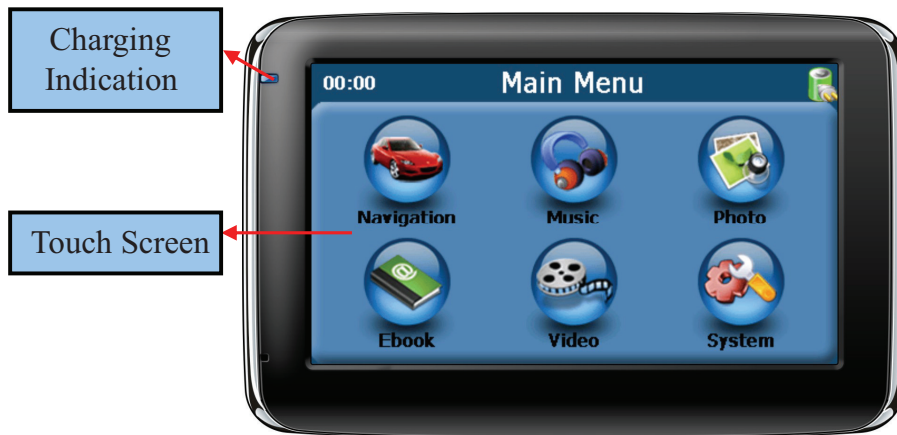 Charging
Indication
00:00 Main Menu
Touch Screen
Navigation Music Photo
@
Ebook Video System